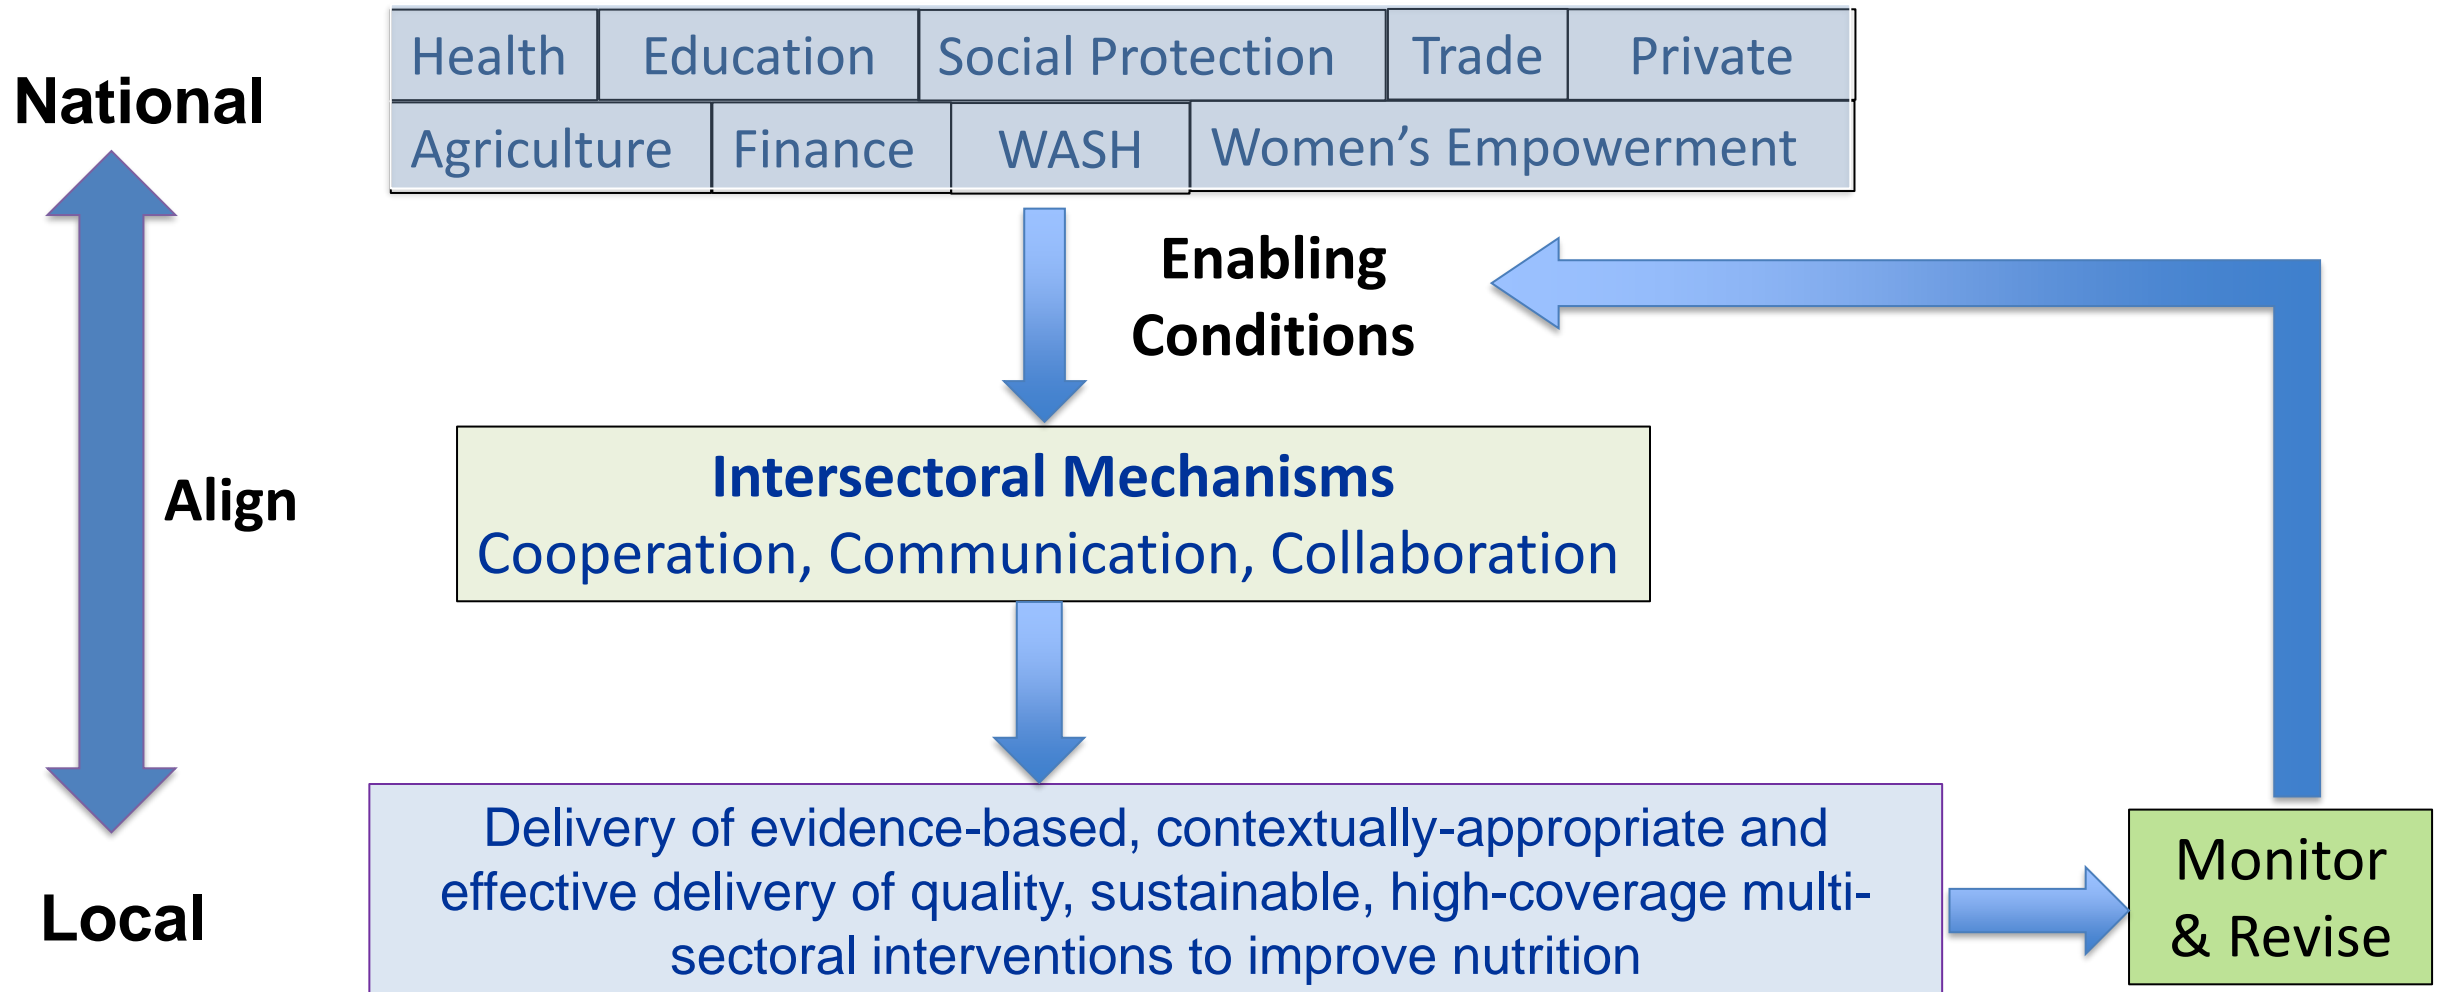 Health Education Social Protection Trade Private
National
Agriculture Finance WASH Women's Empowerment
Enabling
Conditions
Align
Intersectoral Mechanisms
Cooperation, Communication, Collaboration
Local
Delivery of evidence-based, contextually-appropriate and
effective delivery of quality, sustainable, high-coverage multi-
sectoral interventions to improve nutrition
Monitor
& Revise